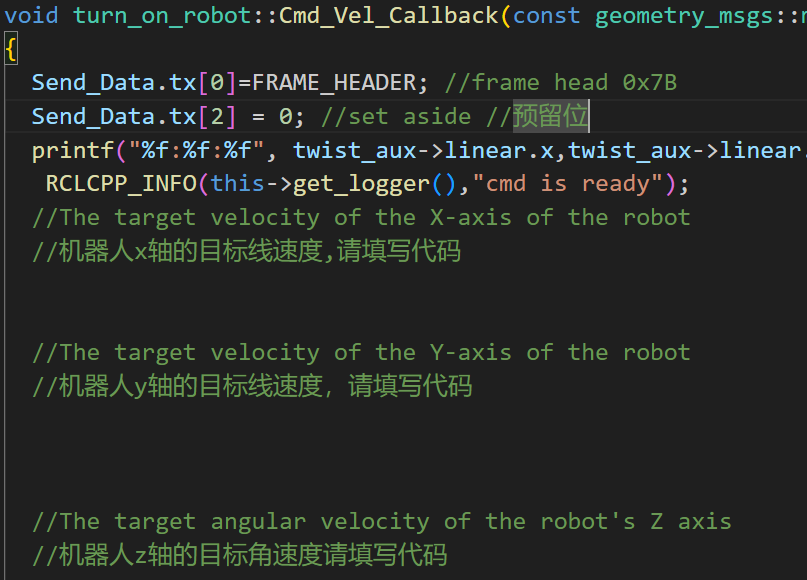 void turn_on_robot::Cmd_Vel_Callback(const geometry_msgs::
{
Send_Data.tx[0]=FRAME_HEADER; //frame head 0x7B
Send_Data.tx[2] = 0; //set aside //预留位
printf("%f:%f:%f", twist_aux->linear.x,twist_aux->linear.
RCLCPP_INFO(this->get_logger(),"cmd is ready");
//The target velocity of the X-axis of the robot
//机器人x轴的目标线速度,请填写代码
//The target velocity of the Y-axis of the robot
//机器人y轴的目标线速度，请填写代码
//The target angular velocity of the robot's Z axis
//机器人z轴的目标角速度请填写代码